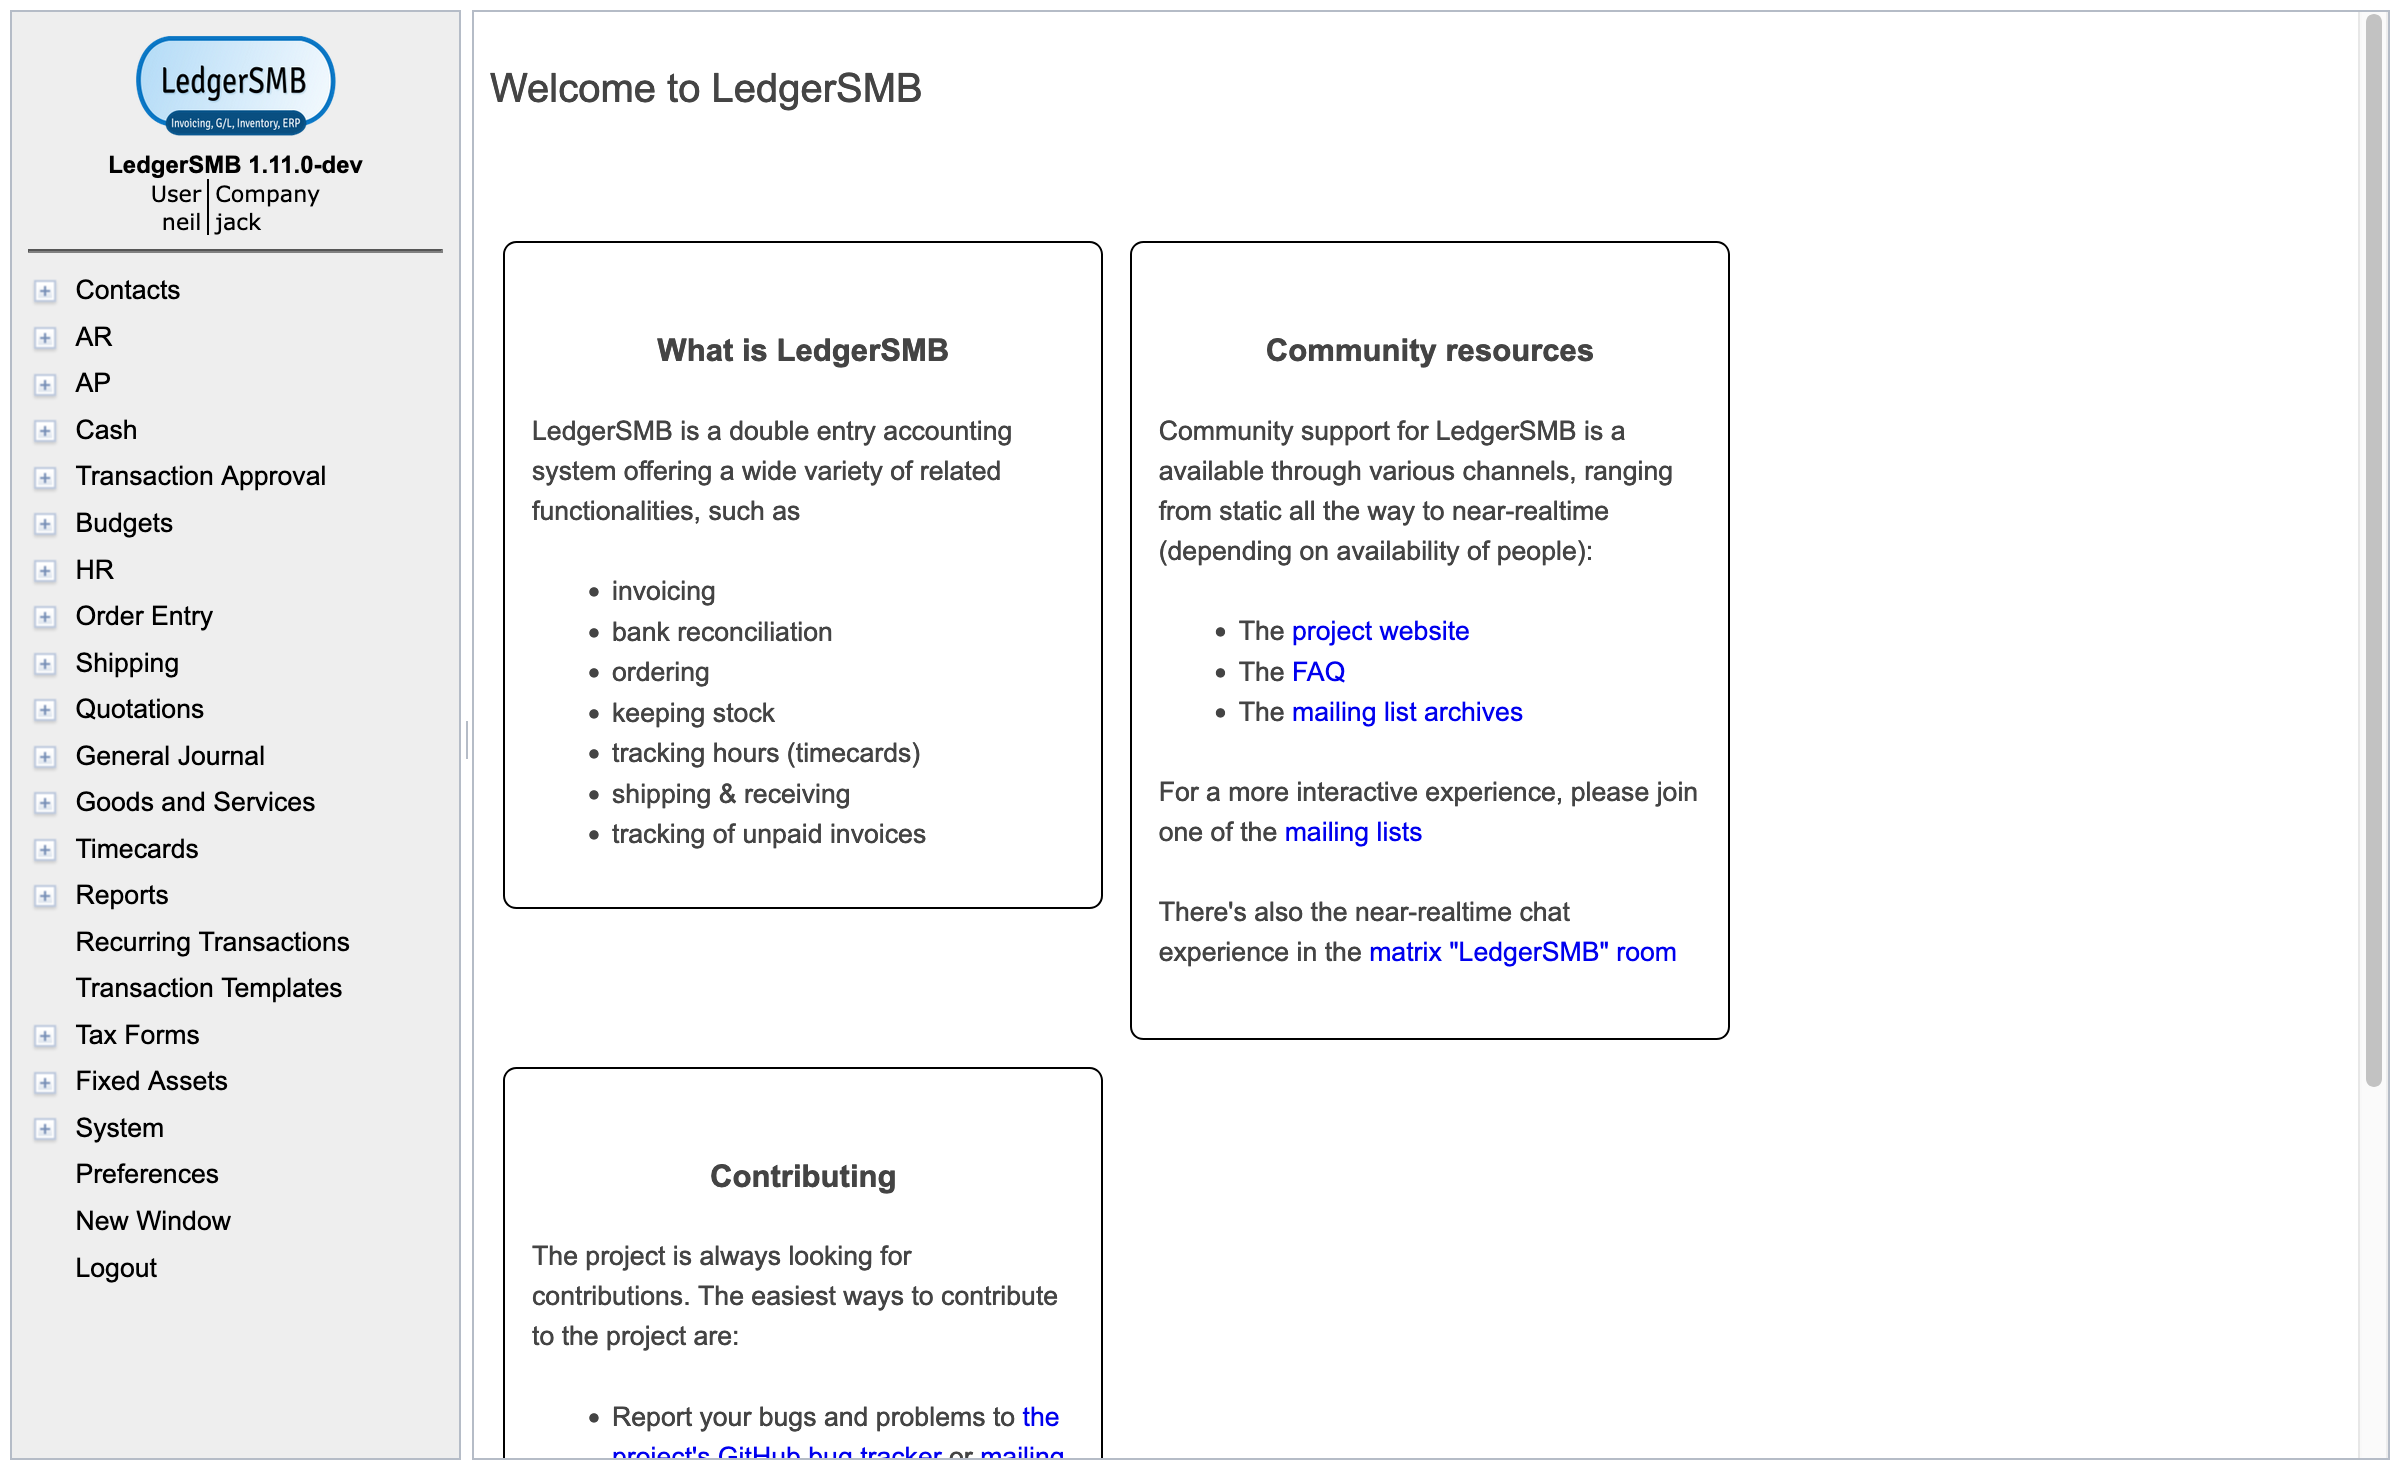 LedgerSMB
Invoicing, G/L, Inventory, ERP
LedgerSMB 1.11.0-dev
User Company
neil jack
Contacts
AR
AP
Cash
Transaction Approval
Budgets
HR
Order Entry
Shipping
Quotations
General Journal
Goods and Services
Timecards
Reports
Recurring Transactions
Transaction Templates
Tax Forms
Fixed Assets
System
Preferences
New Window
Logout
Welcome to LedgerSMB
What is LedgerSMB
LedgerSMB is a double entry accounting
system offering a wide variety of related
functionalities, such as
• invoicing
• bank reconciliation
• ordering
• keeping stock
• tracking hours (timecards)
• shipping & receiving
• tracking of unpaid invoices
Community resources
Community support for LedgerSMB is a
available through various channels, ranging
from static all the way to near-realtime
(depending on availability of people):
• The project website
• The FAQ
• The mailing list archives
For a more interactive experience, please join
one of the mailing lists
There's also the near-realtime chat
experience in the matrix "LedgerSMB" room
Contributing
The project is always looking for
contributions. The easiest ways to contribute
to the project are:
• Report your bugs and problems to the
project's GitHub bug tracker or mailing